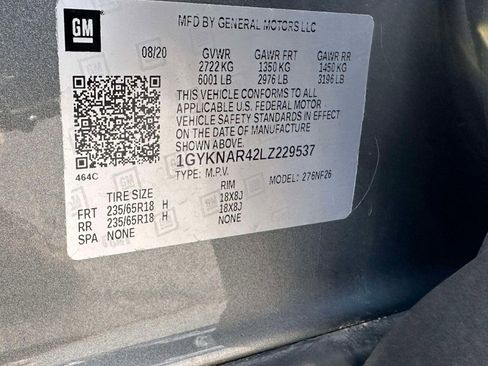 GM
MFD BY GENERAL MOTORS LLC
08/20 GVWR GAWR FRT GAWR RR
2722 KG 1350 KG 1450 KG
6001 LB 2976 LB 3196 LB
THIS VEHICLE CONFORMS TO ALL
APPLICABLE U.S. FEDERAL MOTOR
VEHICLE SAFETY STANDARDS IN EFFECT
ON THE DATE OF MANUFACTURE
SHOWN ABOVE.
1GYKNAR42LZ229537
464C TYPE: M.P.V. MODEL: 276NF26
TIRE SIZE RIM
FRT 235/65R18 H 18X8J
RR 235/65R18 H 18X8J
SPA NONE NONE